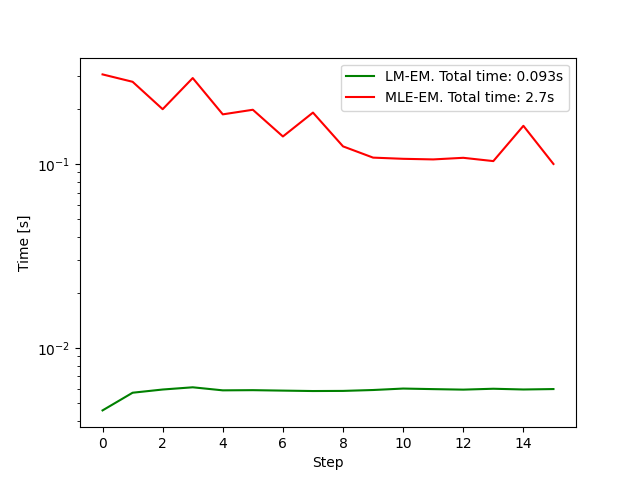 LM-EM. Total time: 0.093s
MLE-EM. Total time: 2.7s
10⁻¹
10⁻²
Time [s]
0 2 4 6 8 10 12 14
Step